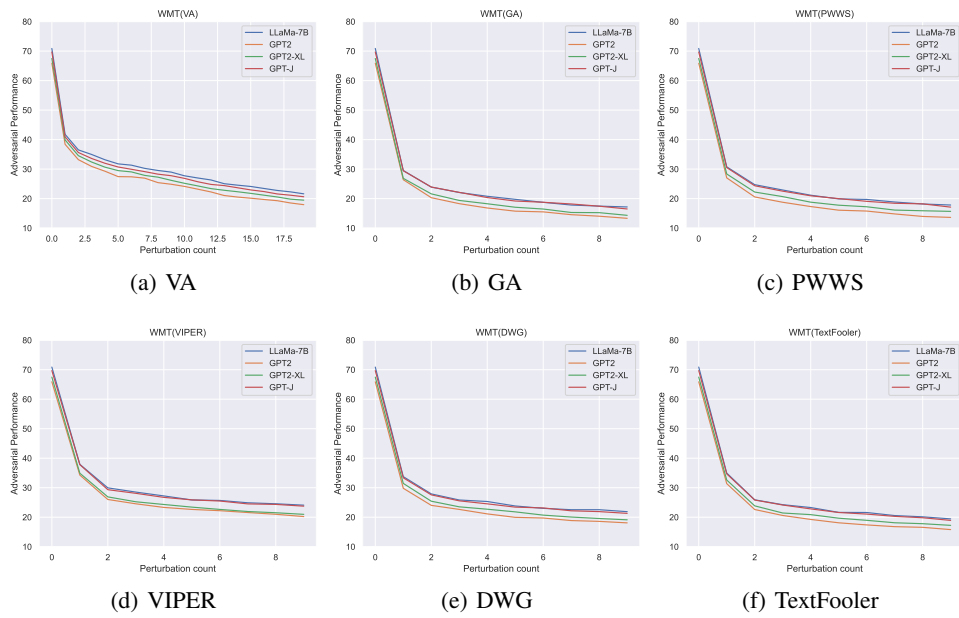 WMT(VA)
80
70
60
50
40
30
20
10
Adversarial Performance
0.0 2.5 5.0 7.5 10.0 12.5 15.0 17.5
Perturbation count
LLaMa-7B
GPT2
GPT2-XL
GPT-J
(a) VA
WMT(GA)
80
70
60
50
40
30
20
10
Adversarial Performance
0 2 4 6 8
Perturbation count
LLaMa-7B
GPT2
GPT2-XL
GPT-J
(b) GA
WMT(PWWS)
80
70
60
50
40
30
20
10
Adversarial Performance
0 2 4 6 8
Perturbation count
LLaMa-7B
GPT2
GPT2-XL
GPT-J
(c) PWWS
WMT(VIPER)
80
70
60
50
40
30
20
10
Adversarial Performance
0 2 4 6 8
Perturbation count
LLaMa-7B
GPT2
GPT2-XL
GPT-J
(d) VIPER
WMT(DWG)
80
70
60
50
40
30
20
10
Adversarial Performance
0 2 4 6 8
Perturbation count
LLaMa-7B
GPT2
GPT2-XL
GPT-J
(e) DWG
WMT(TextFooler)
80
70
60
50
40
30
20
10
Adversarial Performance
0 2 4 6 8
Perturbation count
LLaMa-7B
GPT2
GPT2-XL
GPT-J
(f) TextFooler